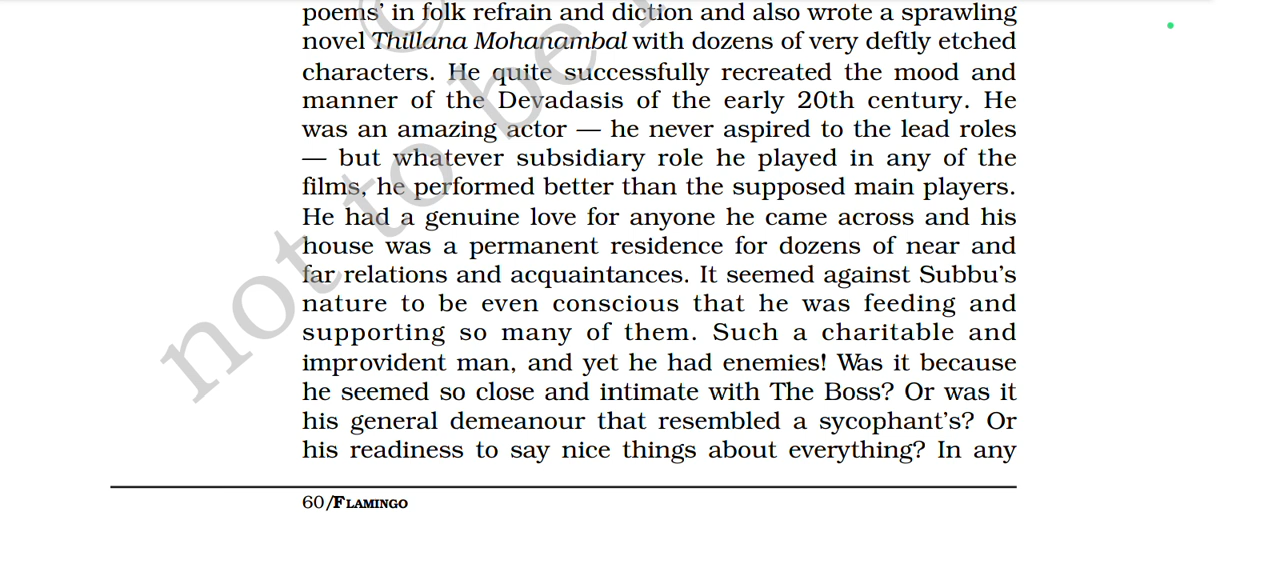 poems’ in folk refrain and diction and also wrote a sprawling
novel Thillana Mohanambal with dozens of very deftly etched
characters. He quite successfully recreated the mood and
manner of the Devadasis of the early 20th century. He
was an amazing actor — he never aspired to the lead roles
— but whatever subsidiary role he played in any of the
films, he performed better than the supposed main players.
He had a genuine love for anyone he came across and his
house was a permanent residence for dozens of near and
far relations and acquaintances. It seemed against Subbu’s
nature to be even conscious that he was feeding and
supporting so many of them. Such a charitable and
improvident man, and yet he had enemies! Was it because
he seemed so close and intimate with The Boss? Or was it
his general demeanour that resembled a sycophant’s? Or
his readiness to say nice things about everything? In any
60/FLAMINGO
not to be